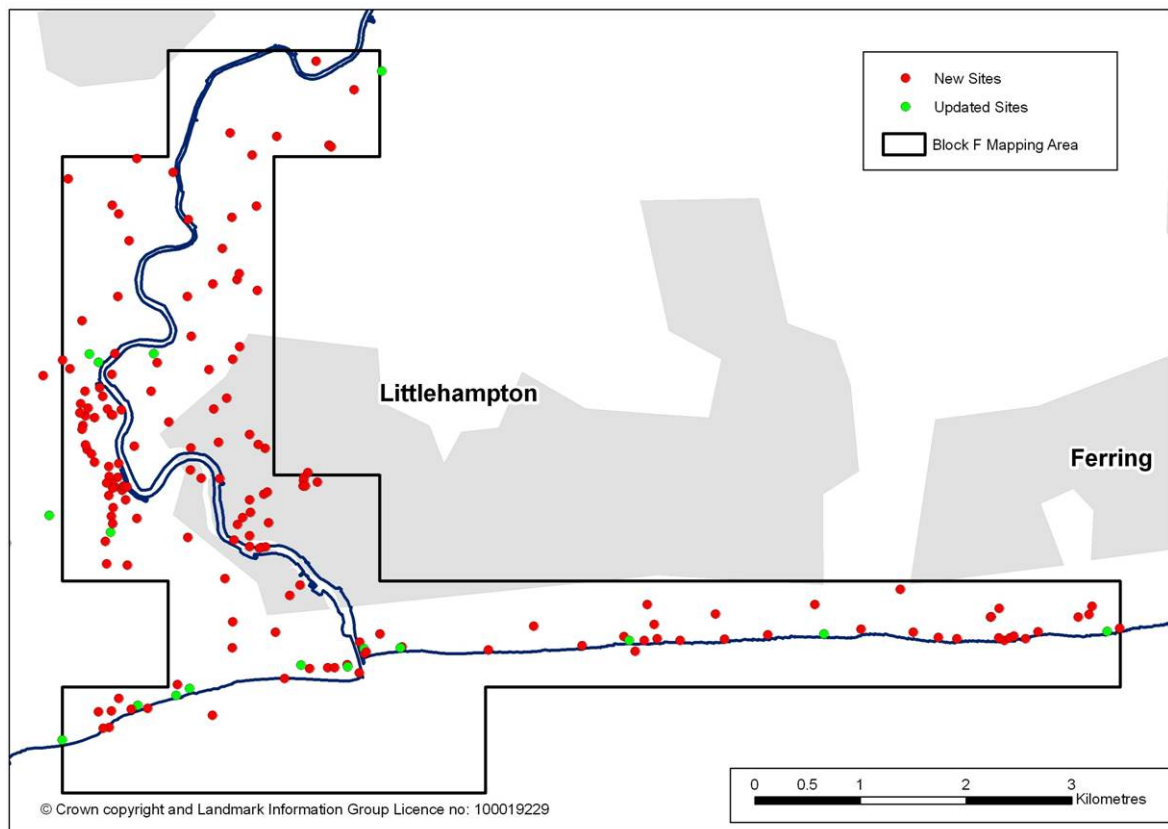 New Sites
Updated Sites
Block F Mapping Area
Littlehampton
Ferring
0 0.5 1 2 3
Kilometres
© Crown copyright and Landmark Information Group Licence no: 100019229